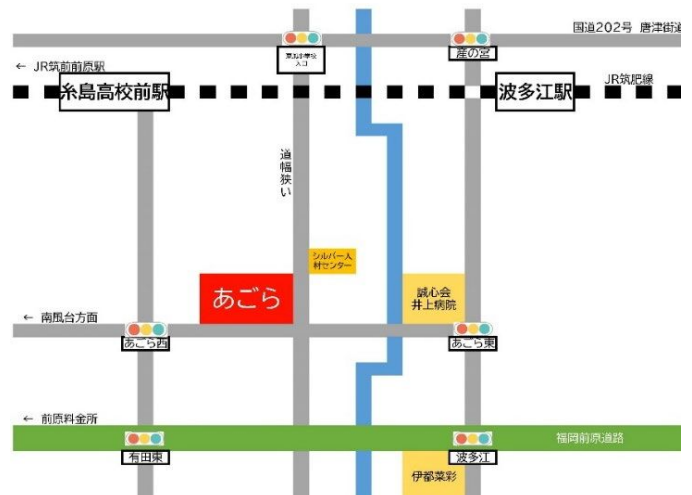 国道202号 唐津街道
入口
産の宮
← JR筑前前原駅
JR筑肥線
糸島高校前駅
波多江駅
道幅狭い
シルバー人
材センター
あごら
誠心会
井上病院
← 南風台方面
あごら西
あごら東
← 前原料金所
福岡前原道路
有田東
波多江
伊都菜彩